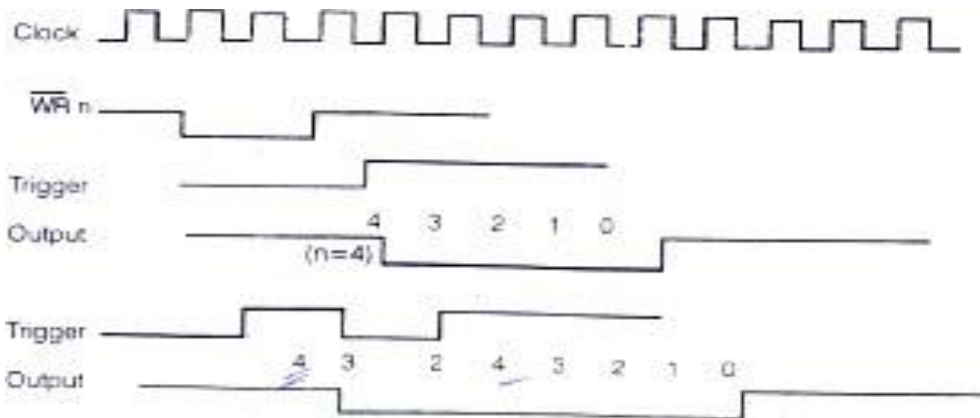 Clock
WR n
Trigger
4 3 2 1 0
Output
(n=4)
Trigger
4 3 2 4 3 2 1 0
Output